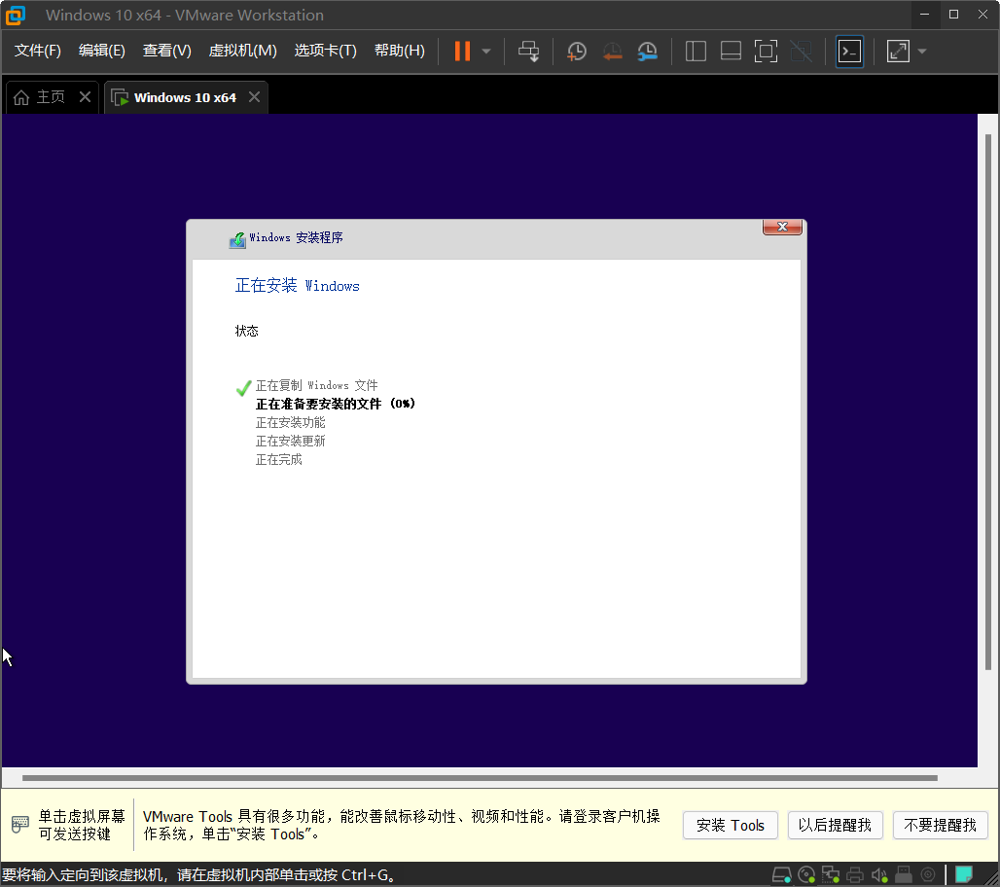 Windows 10 x64 - VMware Workstation
文件(F) 编辑(E) 查看(V) 虚拟机(M) 选项卡(T) 帮助(H)
主页 Windows 10 x64
Windows 安装程序
正在安装 Windows
状态
正在复制 Windows 文件
正在准备要安装的文件 (0%)
正在安装功能
正在安装更新
正在完成
单击虚拟屏幕
可发送按键
VMware Tools 具有很多功能，能改善鼠标移动性、视频和性能。请登录客户机操
作系统，单击“安装 Tools”。
安装 Tools 以后提醒我 不要提醒我
要将输入定向到该虚拟机，请在虚拟机内部单击或按 Ctrl+G。